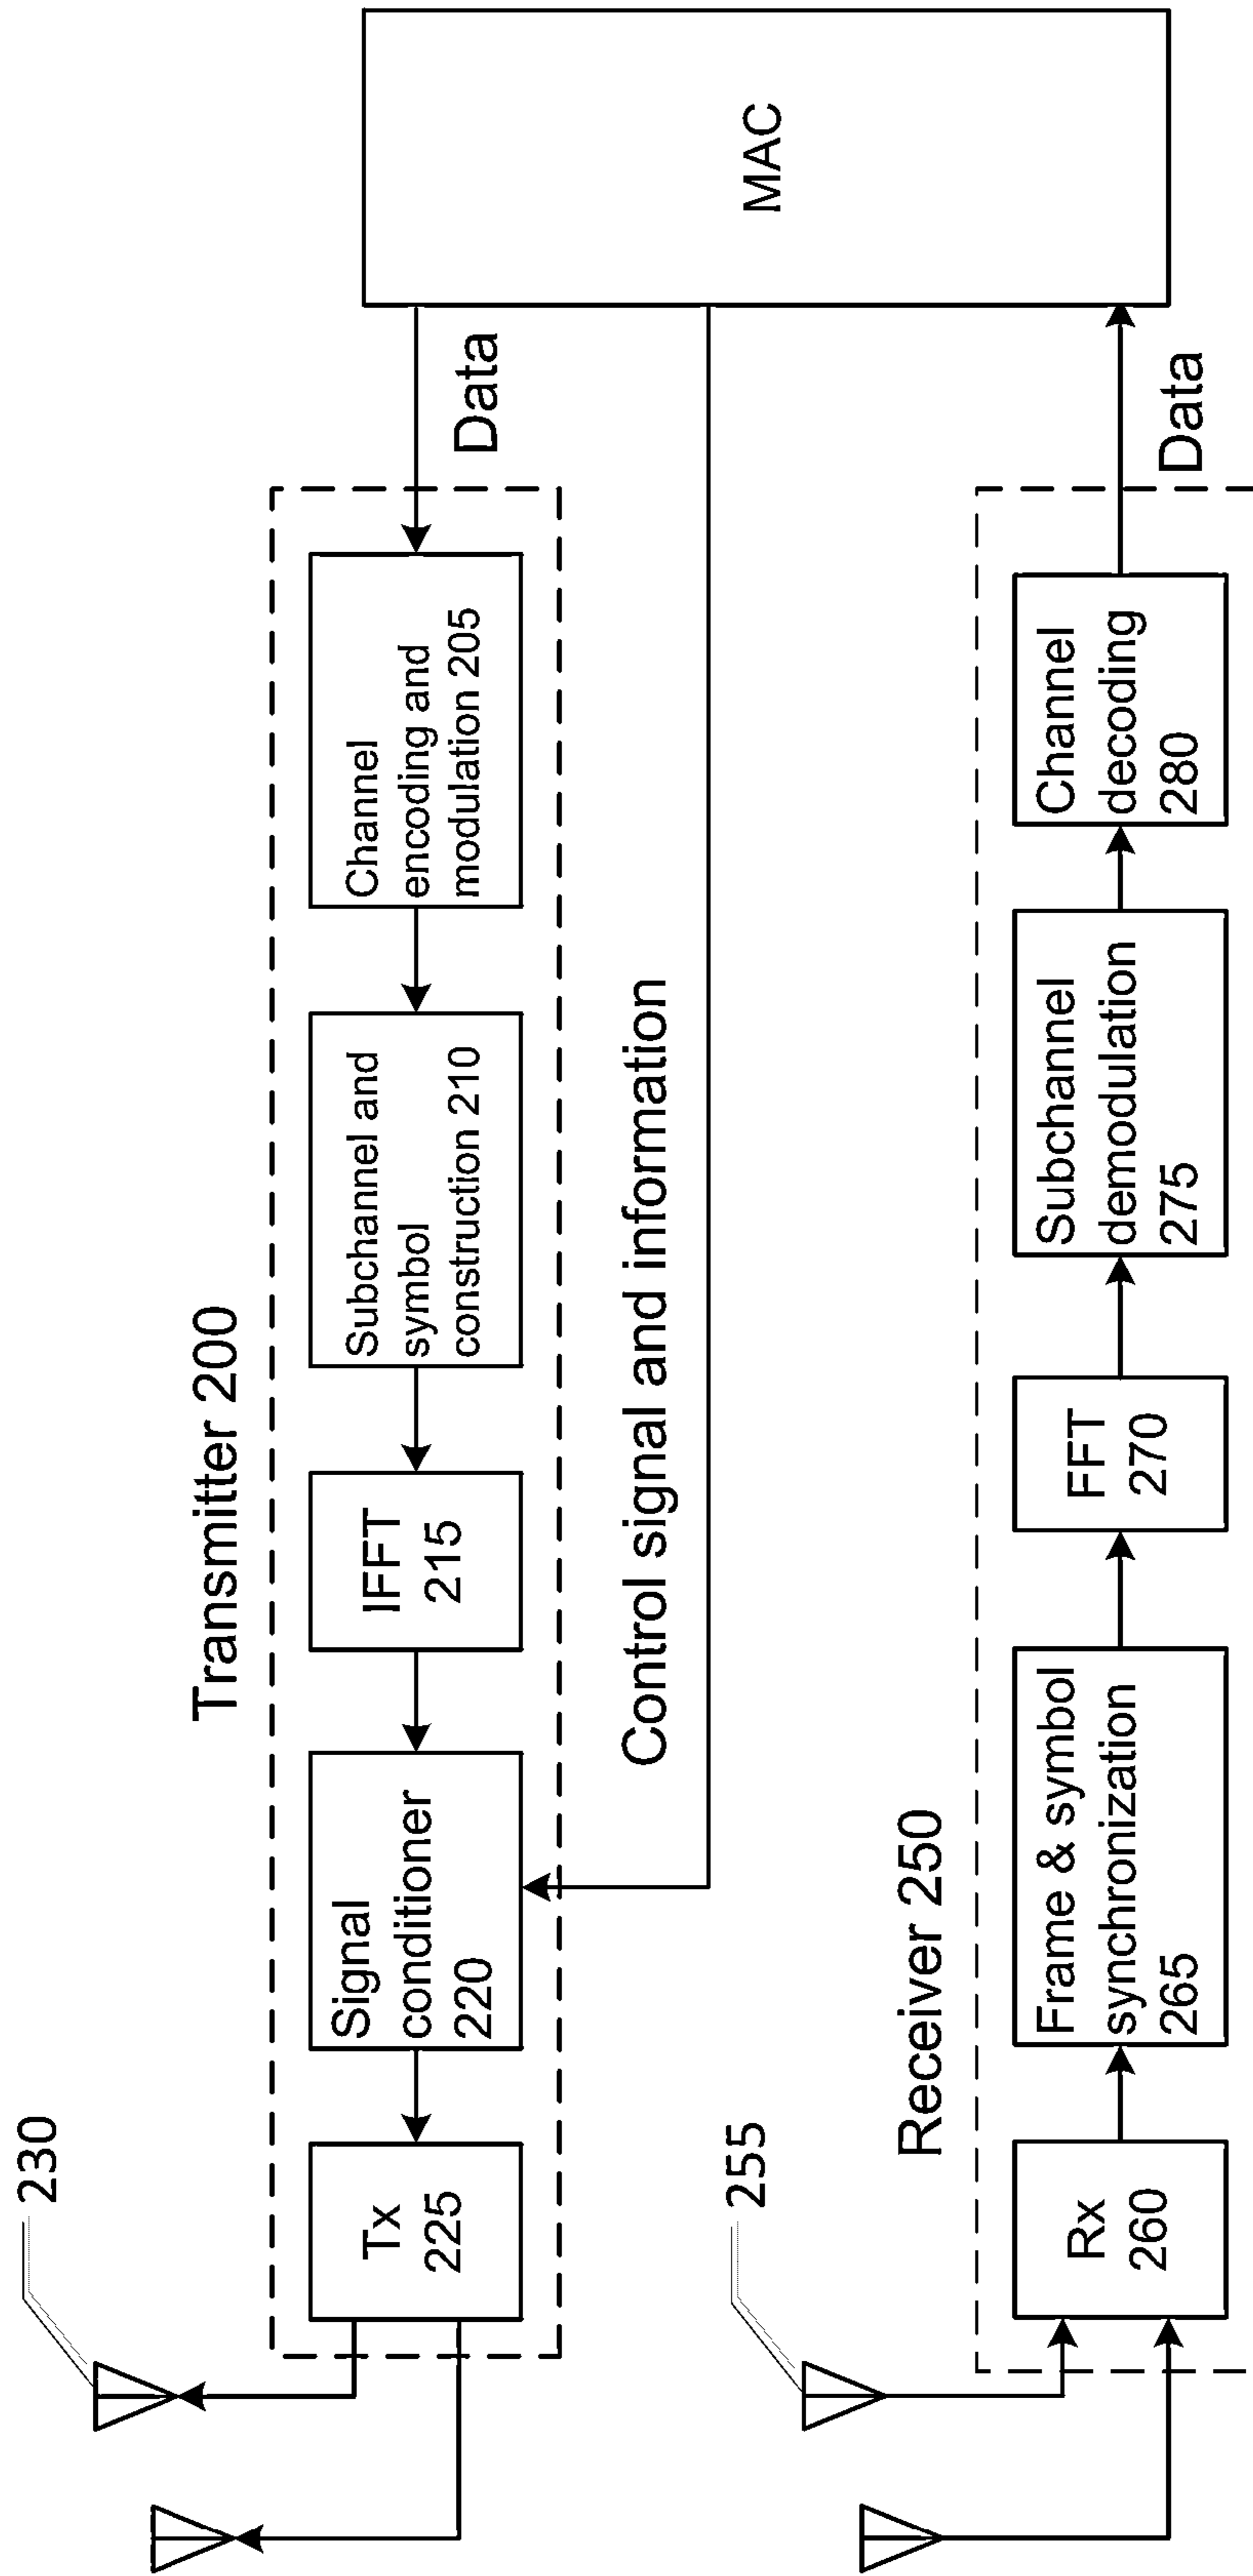 230
Transmitter 200
Tx
225
Signal
conditioner
220
IFFT
215
Subchannel and
symbol
construction 210
Channel
encoding and
modulation 205
Data
MAC
Control signal and information
255
Receiver 250
Rx
260
Frame & symbol
synchronization
265
FFT
270
Subchannel
demodulation
275
Channel
decoding
280
Data